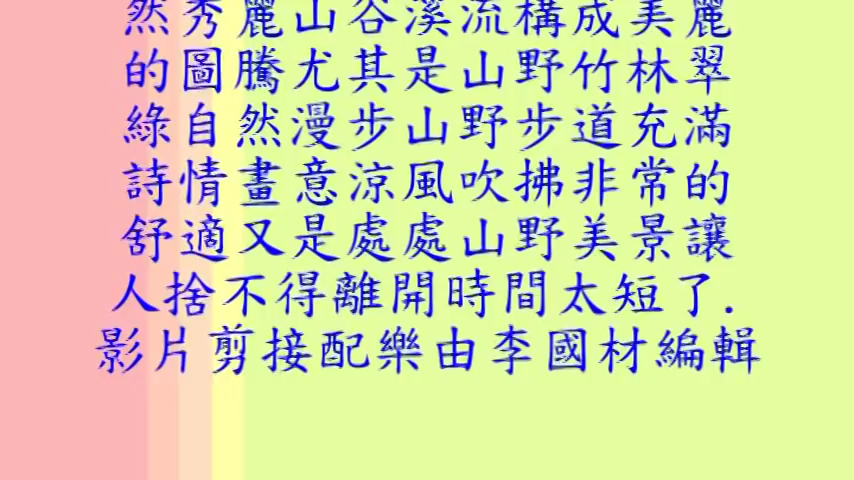 然秀麗山谷溪流構成美麗
的圖騰尤其是山野竹林翠
綠自然漫步山野步道充滿
詩情畫意涼風吹拂非常的
舒適又是處處山野美景讓
人捨不得離開時間太短了.
影片剪接配樂由李國材編輯